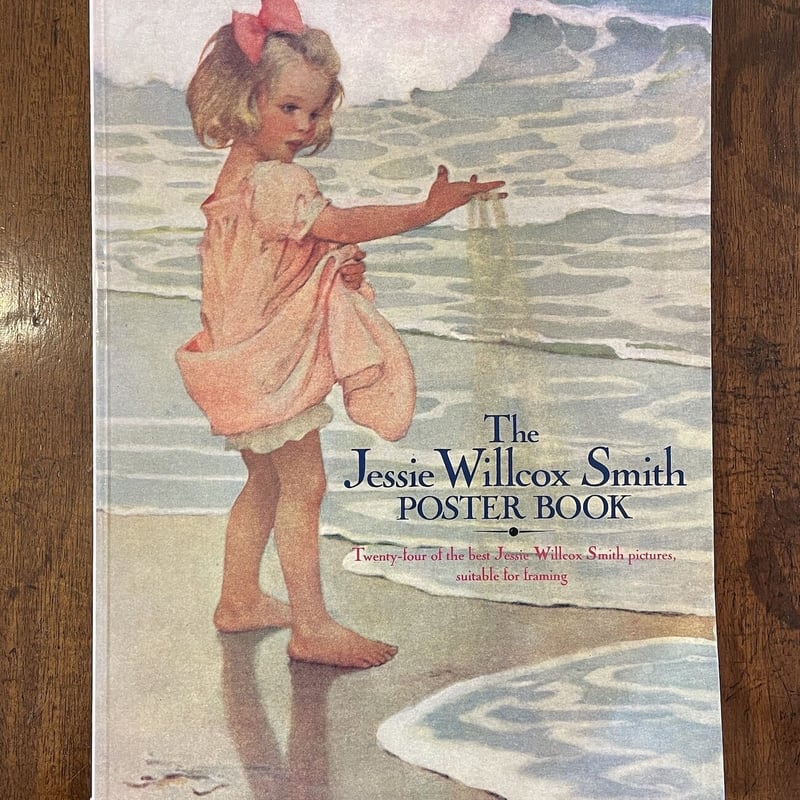 The
Jessie Willcox Smith
POSTER BOOK
Twenty-four of the best Jessie Willcox Smith pictures,
suitable for framing